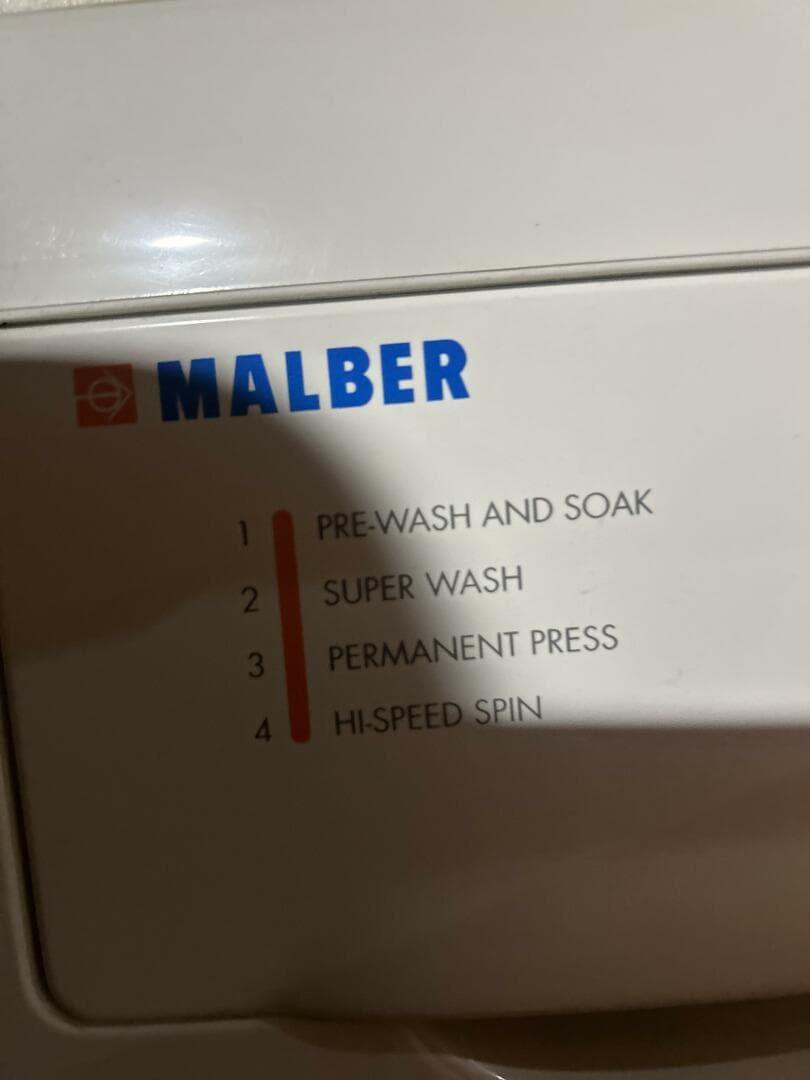 MALBER
1 PRE-WASH AND SOAK
2 SUPER WASH
3 PERMANENT PRESS
4 HI-SPEED SPIN